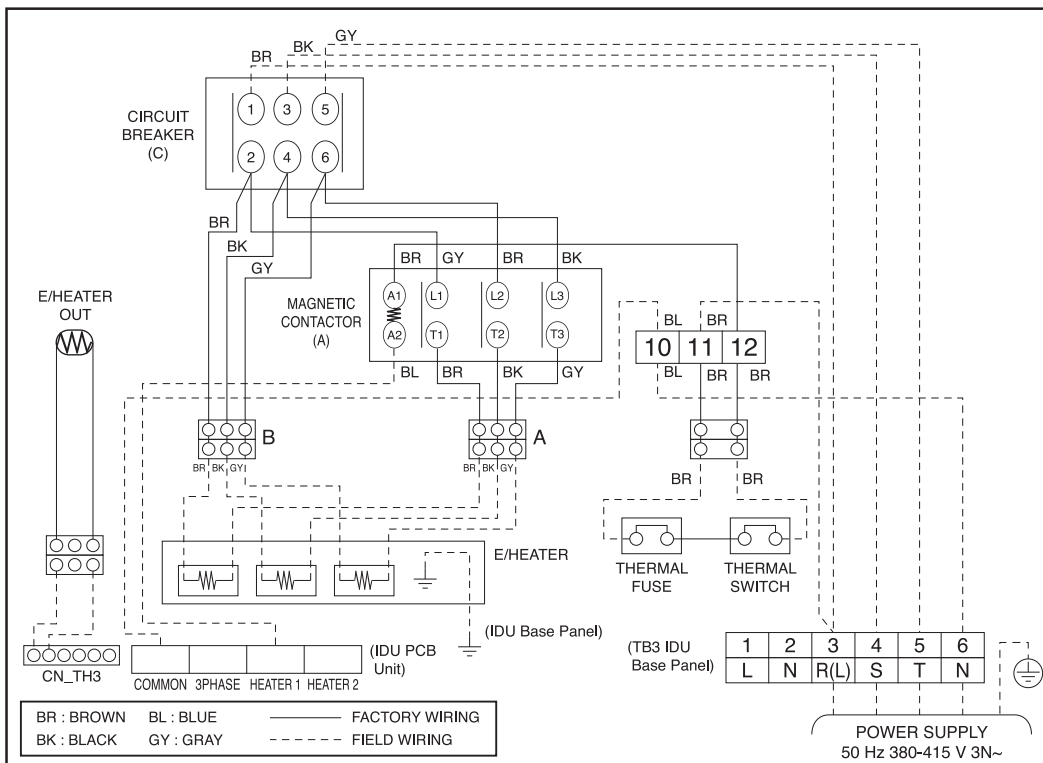 GY
BK
BR
CIRCUIT
BREAKER
(C)
1 3 5
2 4 6
BR
BK
GY
BR GY BR BK
E/HEATER
OUT
MAGNETIC
CONTACTOR
(A)
A1 L1 L2 L3
A2 T1 T2 T3
BL BR BK GY
BL BR
10 11 12
BL BR BR
B
A
BR BK GY
BR BK GY
BR BR
E/HEATER
THERMAL
FUSE
THERMAL
SWITCH
(IDU Base Panel)
CN_TH3
(IDU PCB
Unit)
COMMON 3PHASE HEATER 1 HEATER 2
(TB3 IDU
Base Panel)
1 2 3 4 5 6
L N R(L) S T N
BR : BROWN BL : BLUE FACTORY WIRING
BK : BLACK GY : GRAY FIELD WIRING
POWER SUPPLY
50 Hz 380-415 V 3N~